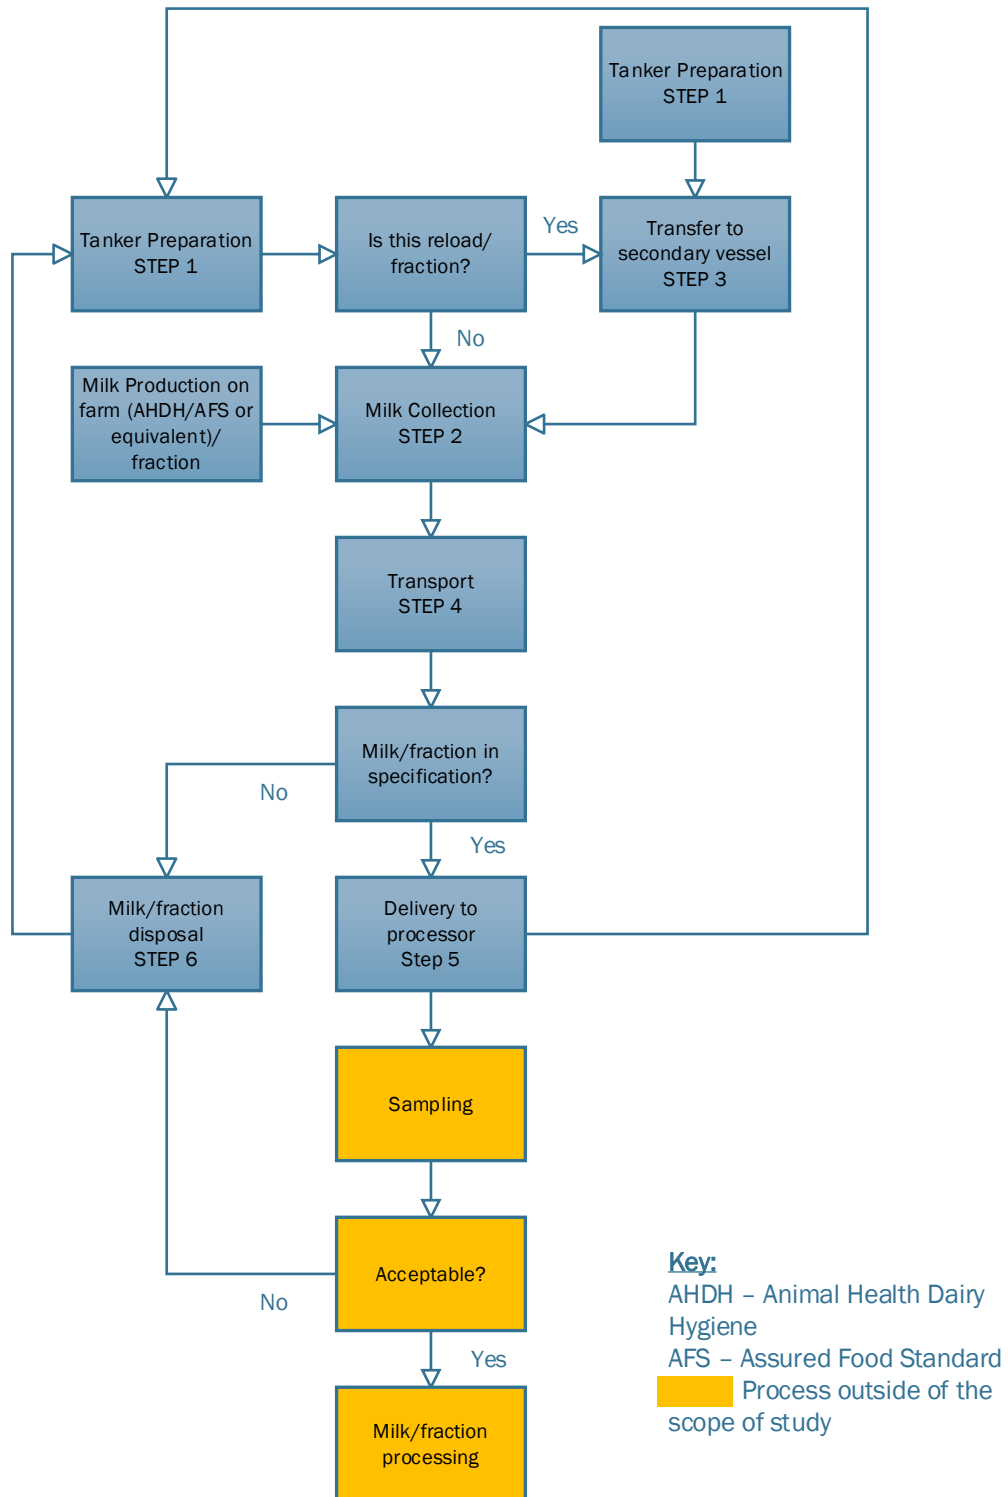 Tanker Preparation
STEP 1
Tanker Preparation
STEP 1
Is this reload/
fraction?
Yes
Transfer to
secondary vessel
STEP 3
No
Milk Production on
farm (AHDH/AFS or
equivalent)/
fraction
Milk Collection
STEP 2
Transport
STEP 4
Milk/fraction in
specification?
No
Yes
Milk/fraction
disposal
STEP 6
Delivery to
processor
Step 5
Sampling
Acceptable?
No
Yes
Milk/fraction
processing
Key:
AHDH – Animal Health Dairy
Hygiene
AFS – Assured Food Standard
Process outside of the
scope of study